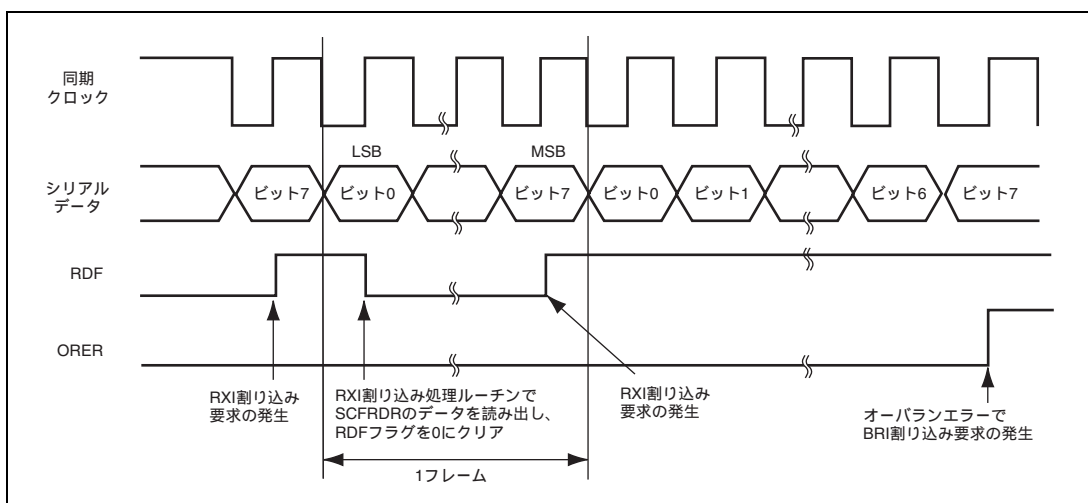 同期
クロック
LSB
MSB
シリアル
データ
ビット7
ビット0
ビット7
ビット0
ビット1
ビット6
ビット7
RDF
ORER
RXI割り込み
要求の発生
RXI割り込み処理ルーチンで
SCFRDRのデータを読み出し、
RDFフラグを0にクリア
RXI割り込み
要求の発生
オーバランエラーで
BRI割り込み要求の発生
1フレーム